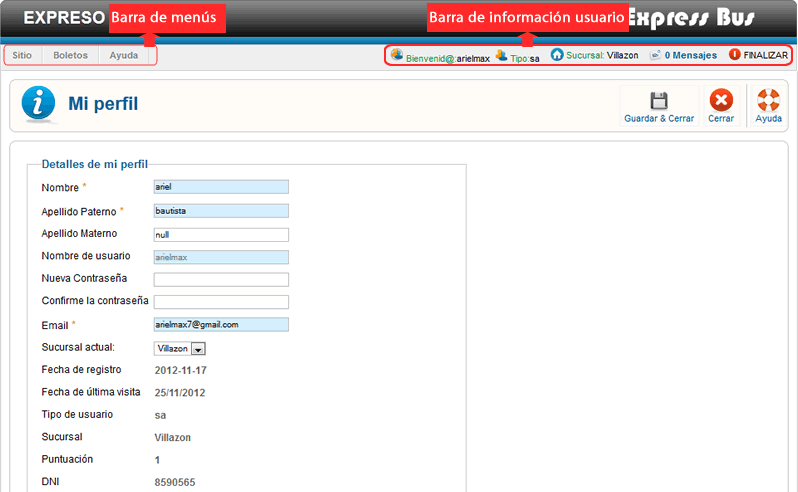 EXPRESO
Barra de menús
Barra de información usuario
Express Bus
Sitio Boletos Ayuda
Bienvenid@:arielmax Tipo:sa Sucursal: Villazon 0 Mensajes FINALIZAR
Mi perfil
Guardar & Cerrar Cerrar Ayuda
Detalles de mi perfil
Nombre * ariel
Apellido Paterno * bautista
Apellido Materno null
Nombre de usuario arielmax
Nueva Contraseña
Confirme la contraseña
Email * arielmax7@gmail.com
Sucursal actual: Villazon
Fecha de registro 2012-11-17
Fecha de última visita 25/11/2012
Tipo de usuario sa
Sucursal Villazon
Puntuación 1
DNI 8590565